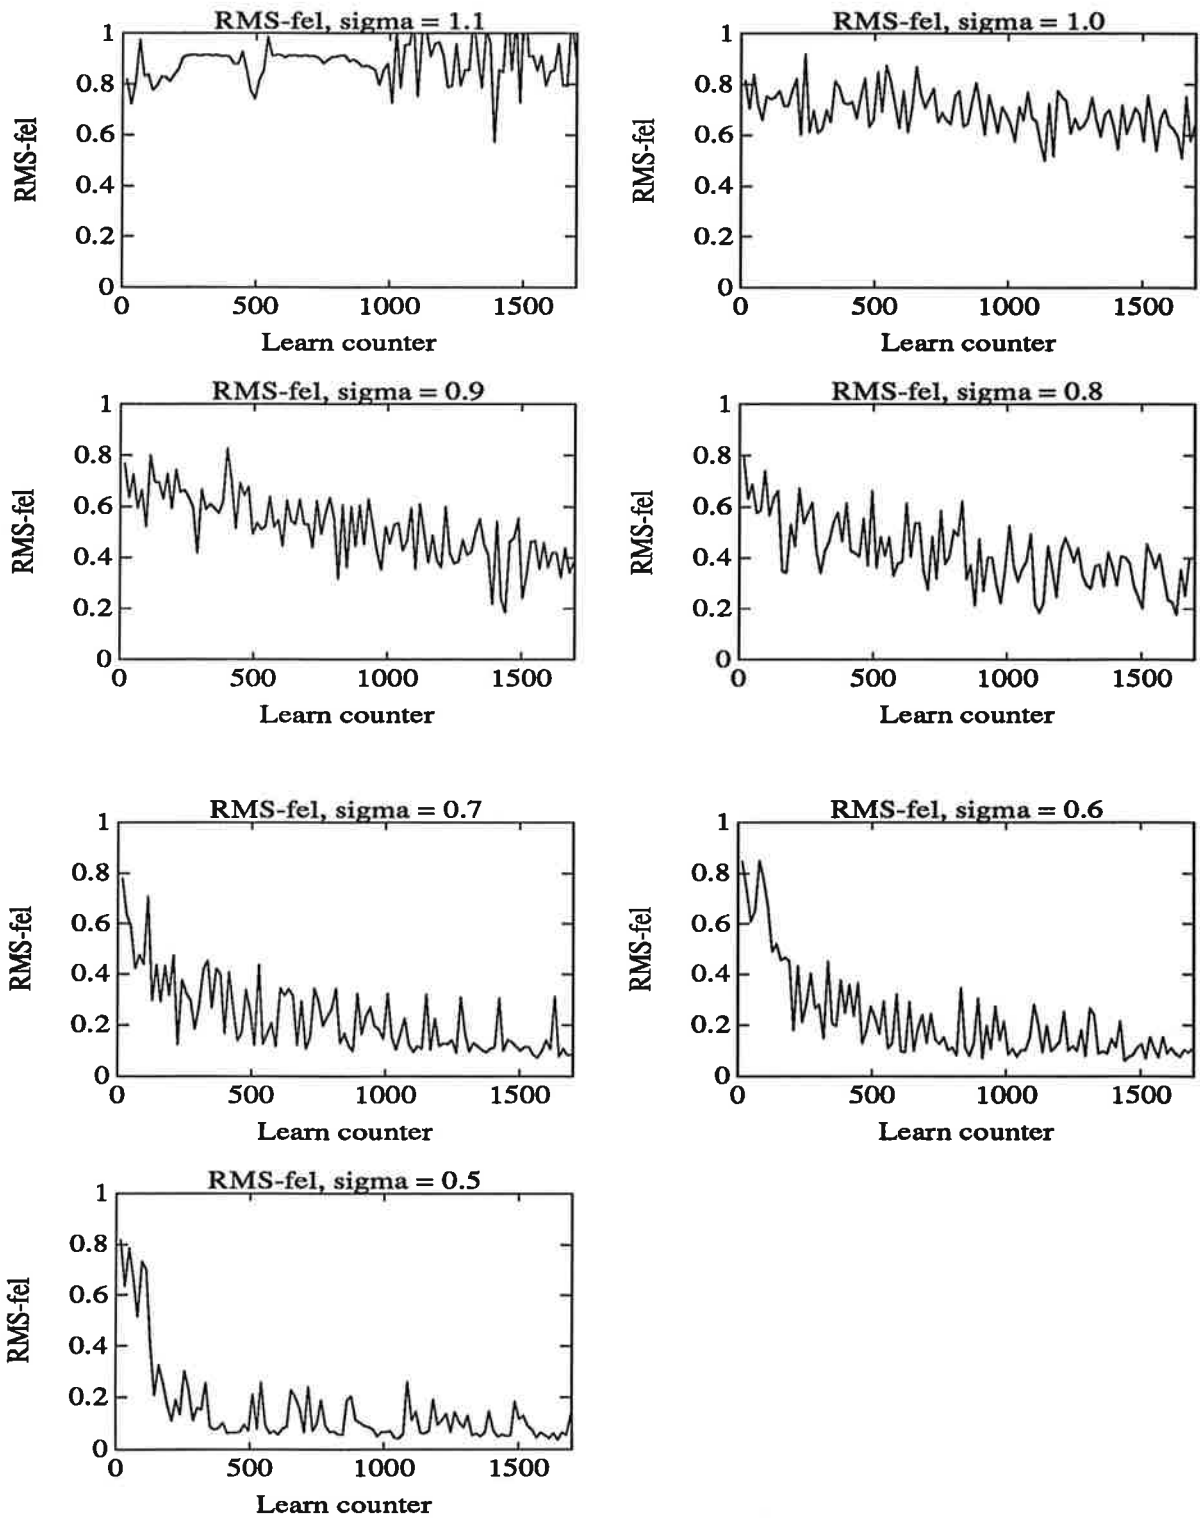 RMS-fel, sigma = 1.1
1
0.8
0.6
0.4
0.2
0
RMS-fel
0 500 1000 1500
Learn counter
RMS-fel, sigma = 1.0
1
0.8
0.6
0.4
0.2
0
RMS-fel
0 500 1000 1500
Learn counter
RMS-fel, sigma = 0.9
1
0.8
0.6
0.4
0.2
0
RMS-fel
0 500 1000 1500
Learn counter
RMS-fel, sigma = 0.8
1
0.8
0.6
0.4
0.2
0
RMS-fel
0 500 1000 1500
Learn counter
RMS-fel, sigma = 0.7
1
0.8
0.6
0.4
0.2
0
RMS-fel
0 500 1000 1500
Learn counter
RMS-fel, sigma = 0.6
1
0.8
0.6
0.4
0.2
0
RMS-fel
0 500 1000 1500
Learn counter
RMS-fel, sigma = 0.5
1
0.8
0.6
0.4
0.2
0
RMS-fel
0 500 1000 1500
Learn counter